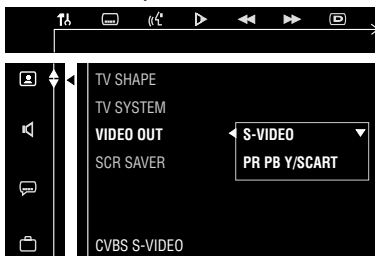 TV SHAPE
TV SYSTEM
VIDEO OUT
S-VIDEO
SCR SAVER
PR PB Y/SCART
CVBS S-VIDEO